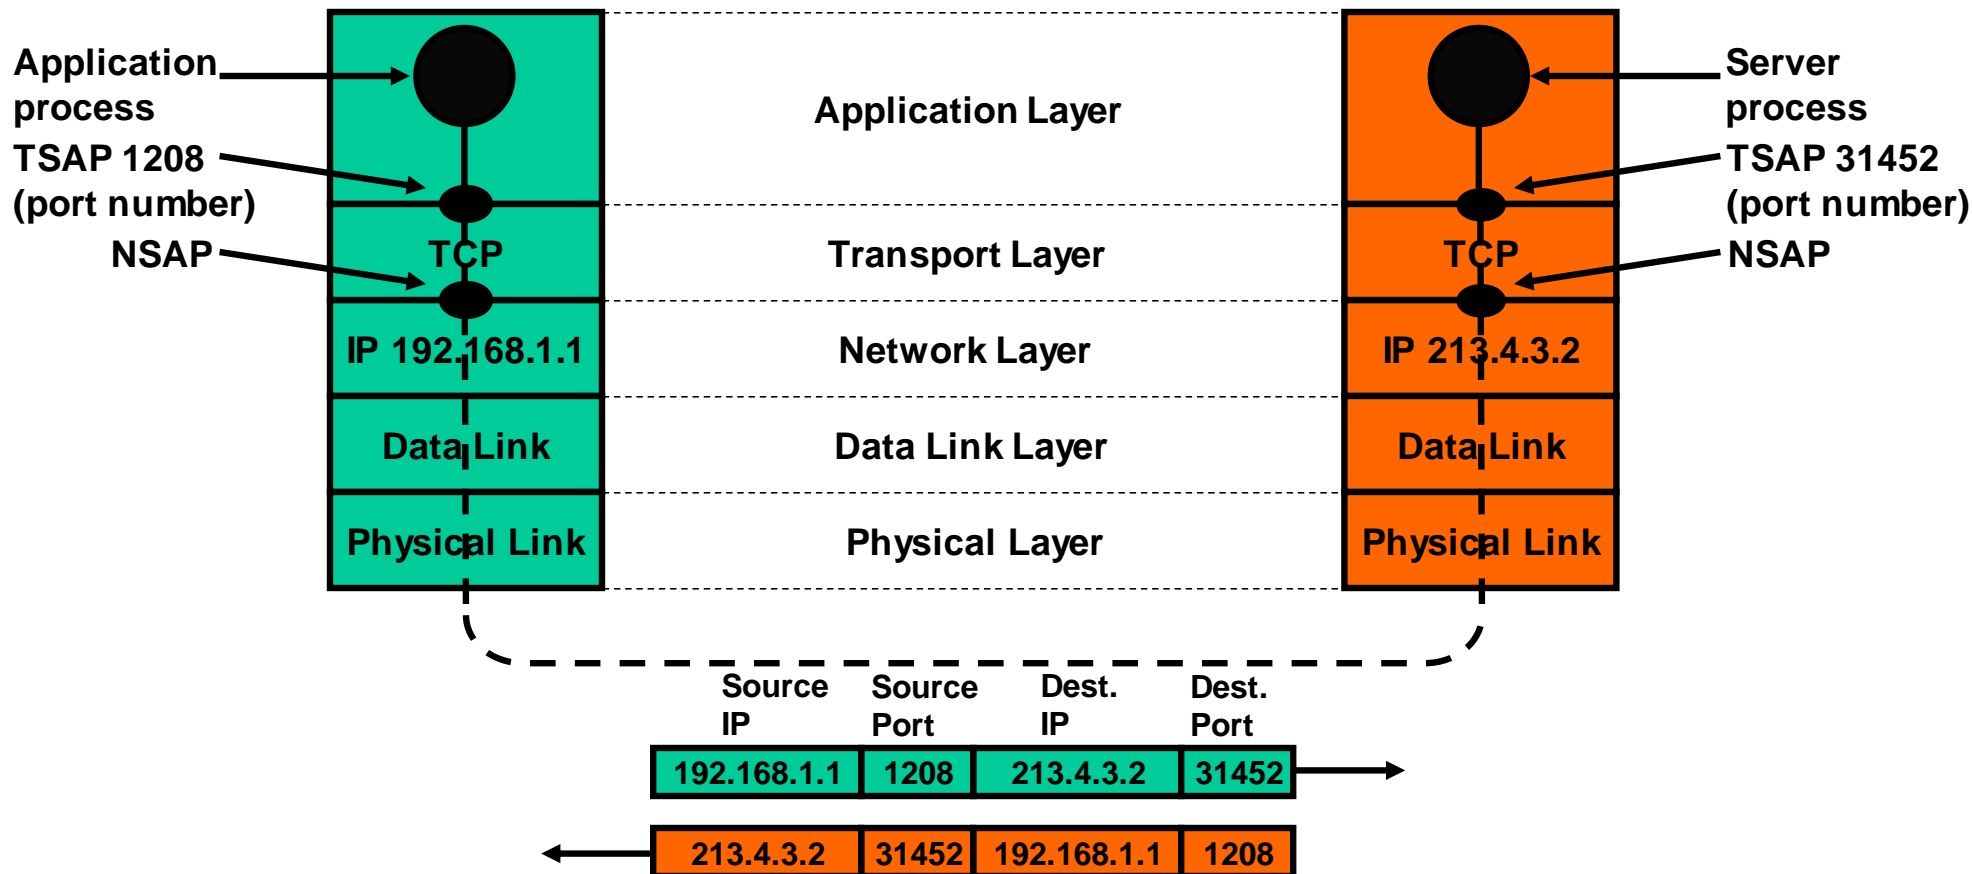 Application
process
TSAP 1208
(port number)
NSAP
TCP
IP 192.168.1.1
Data Link
Physical Link
Application Layer
Transport Layer
Network Layer
Data Link Layer
Physical Layer
Server
process
TSAP 31452
(port number)
NSAP
TCP
IP 213.4.3.2
Data Link
Physical Link
Source IP
Source Port
Dest. IP
Dest. Port
192.168.1.1 1208 213.4.3.2 31452
213.4.3.2 31452 192.168.1.1 1208